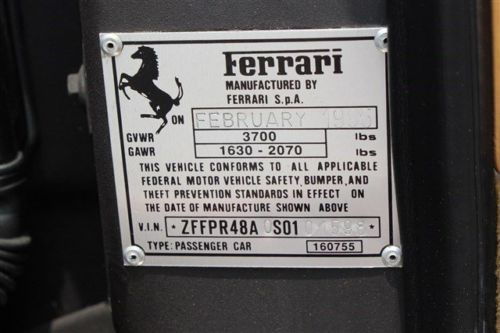 Ferrari
MANUFACTURED BY
FERRARI S.p.A.
ON FEBRUARY
GVWR 3700 lbs
GAWR 1630 - 2070 lbs
THIS VEHICLE CONFORMS TO ALL APPLICABLE
FEDERAL MOTOR VEHICLE SAFETY, BUMPER, AND
THEFT PREVENTION STANDARDS IN EFFECT ON
THE DATE OF MANUFACTURE SHOWN ABOVE
V.I.N. * ZFFPR48A0S01 *
TYPE: PASSENGER CAR 160755